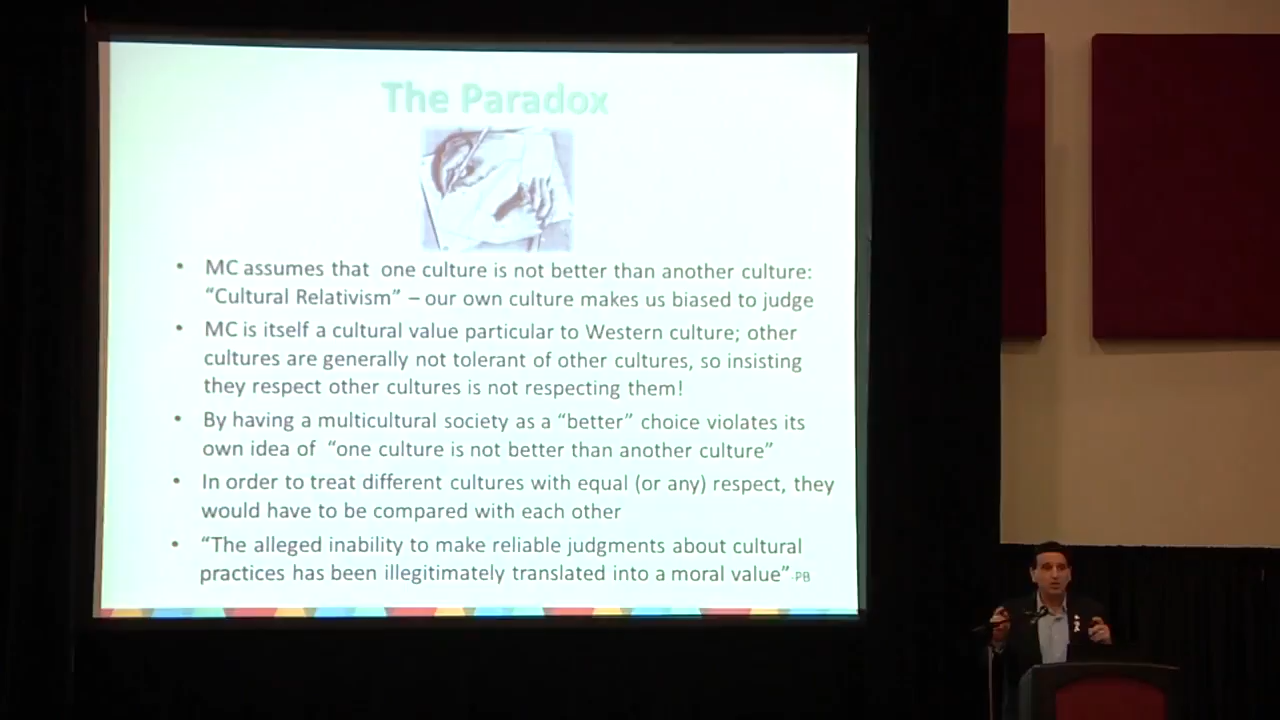 The Paradox
• MC assumes that one culture is not better than another culture:
“Cultural Relativism” – our own culture makes us biased to judge
• MC is itself a cultural value particular to Western culture; other
cultures are generally not tolerant of other cultures, so insisting
they respect other cultures is not respecting them!
• By having a multicultural society as a “better” choice violates its
own idea of “one culture is not better than another culture”
• In order to treat different cultures with equal (or any) respect, they
would have to be compared with each other
• “The alleged inability to make reliable judgments about cultural
practices has been illegitimately translated into a moral value” -PB